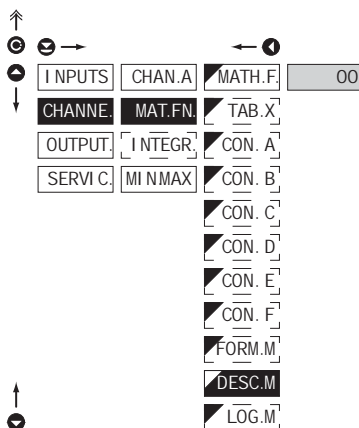 INPUTS CHAN.A MATH.F. 00
CHANNE. MAT.FN. TAB.X
OUTPUT. INTEGR. CON. A
SERVIC. MINMAX CON. B
CON. C
CON. D
CON. E
CON. F
FORM.M
DESC.M
LOG.M